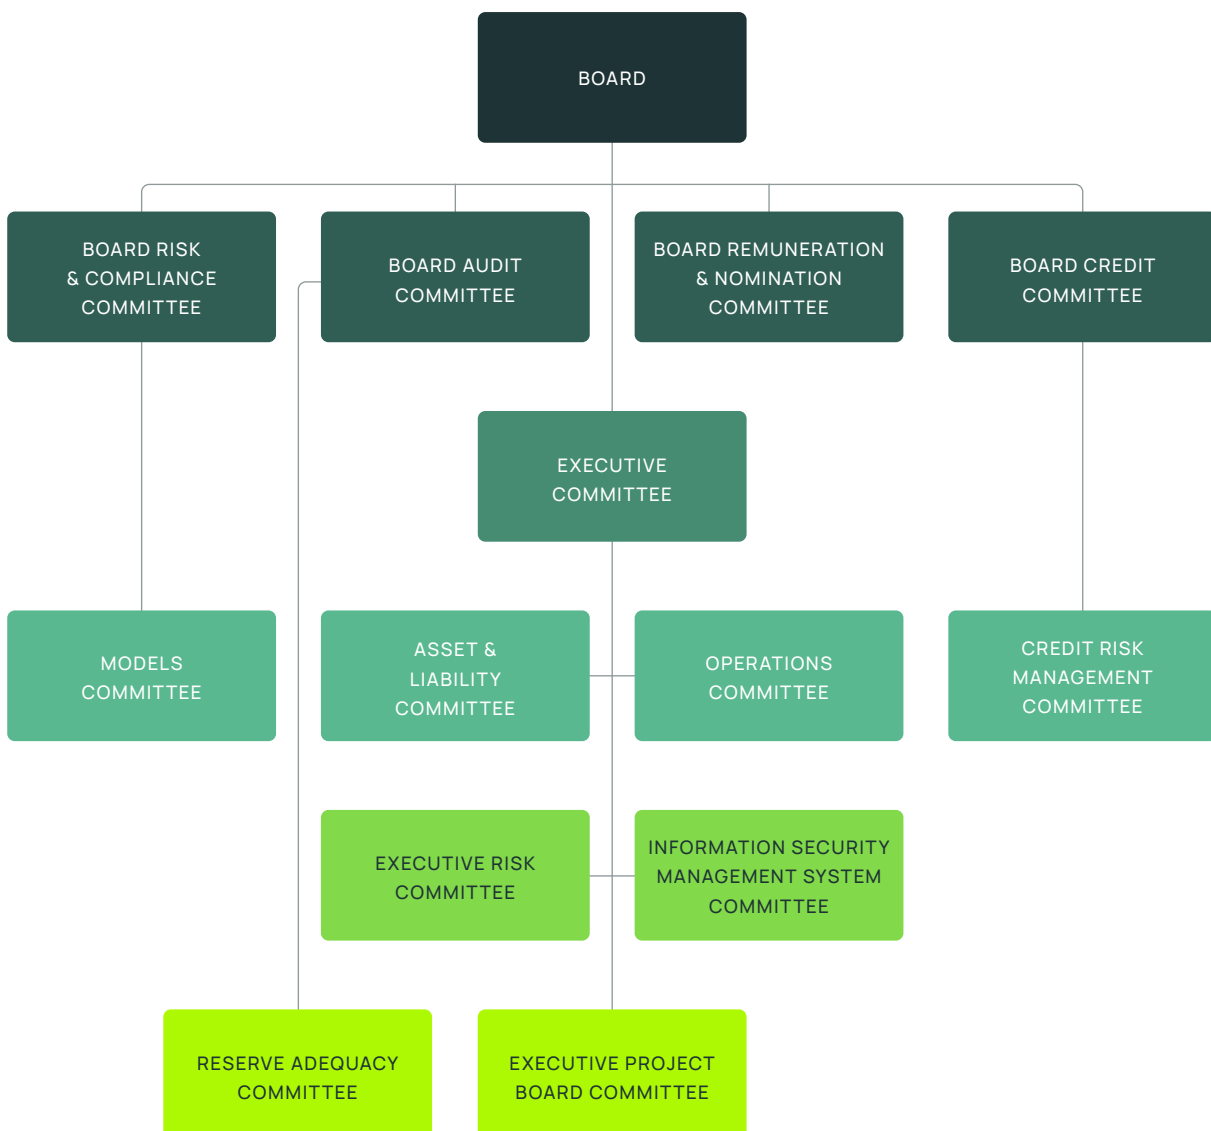 BOARD
BOARD RISK
& COMPLIANCE
COMMITTEE
BOARD AUDIT
COMMITTEE
BOARD REMUNERATION
& NOMINATION
COMMITTEE
BOARD CREDIT
COMMITTEE
EXECUTIVE
COMMITTEE
MODELS
COMMITTEE
ASSET &
LIABILITY
COMMITTEE
OPERATIONS
COMMITTEE
CREDIT RISK
MANAGEMENT
COMMITTEE
EXECUTIVE RISK
COMMITTEE
INFORMATION SECURITY
MANAGEMENT SYSTEM
COMMITTEE
RESERVE ADEQUACY
COMMITTEE
EXECUTIVE PROJECT
BOARD COMMITTEE